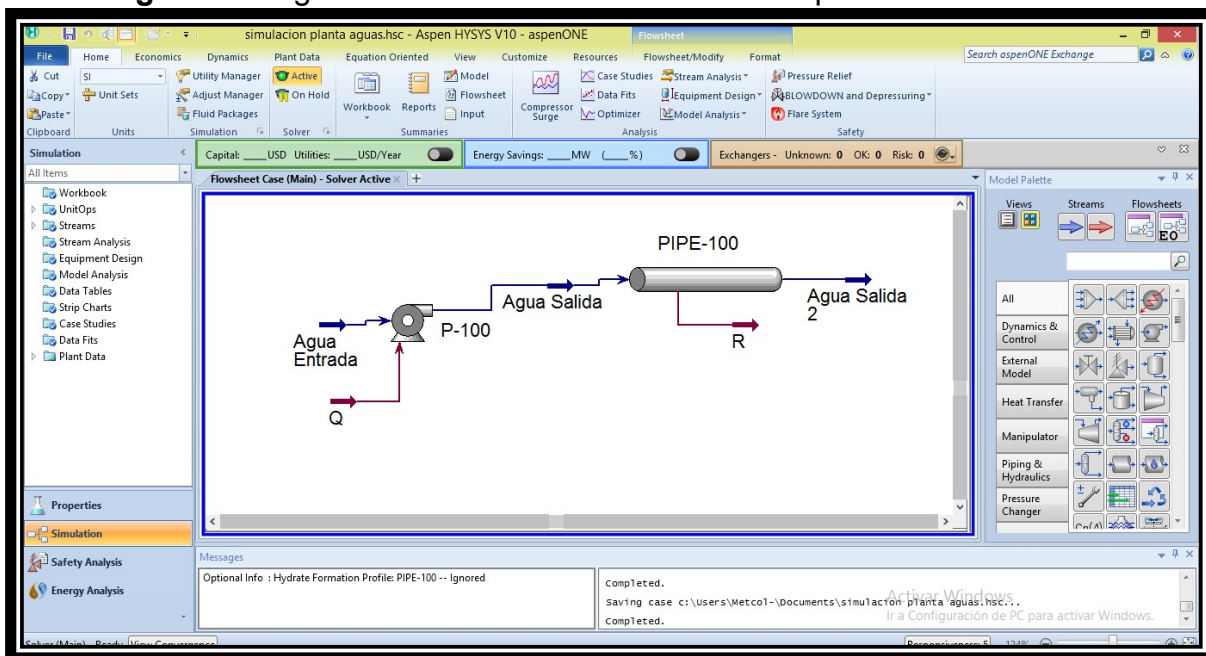 simulacion planta aguas.hsc - Aspen HYSYS V10 - aspenONE
Flowsheet
File Home Economics Dynamics Plant Data Equation Oriented View Customize Resources Flowsheet/Modify Format
Search aspenONE Exchange
Cut SI Utility Manager Active Model Case Studies Stream Analysis Pressure Relief
Copy Unit Sets Adjust Manager On Hold Workbook Reports Flowsheet Compressor Surge Data Fits Equipment Design BLOWDOWN and Depressuring
Paste Fluid Packages Input Optimizer Model Analysis Flare System
Clipboard Units Simulation Solver Summaries Analysis Safety
Simulation
Capital: ____USD Utilities: ____USD/Year
Energy Savings: ____MW (____%)
Exchangers - Unknown: 0 OK: 0 Risk: 0
All Items
Flowsheet Case (Main) - Solver Active
Workbook
UnitOps
Streams
Stream Analysis
Equipment Design
Model Analysis
Data Tables
Strip Charts
Case Studies
Data Fits
Plant Data
PIPE-100
Agua Salida
Agua Salida
2
P-100
R
Agua
Entrada
Q
Model Palette
Views Streams Flowsheets
EO
All
Dynamics &
Control
External
Model
Heat Transfer
Manipulator
Piping &
Hydraulics
Pressure
Changer
Properties
Simulation
Safety Analysis
Energy Analysis
Messages
Optional Info : Hydrate Formation Profile: PIPE-100 -- Ignored
Completed.
Saving case c:\Users\Metcol-\Documents\simulacion planta aguas.hsc...
Completed.
Activar Windows
Ir a Configuración de PC para activar Windows.